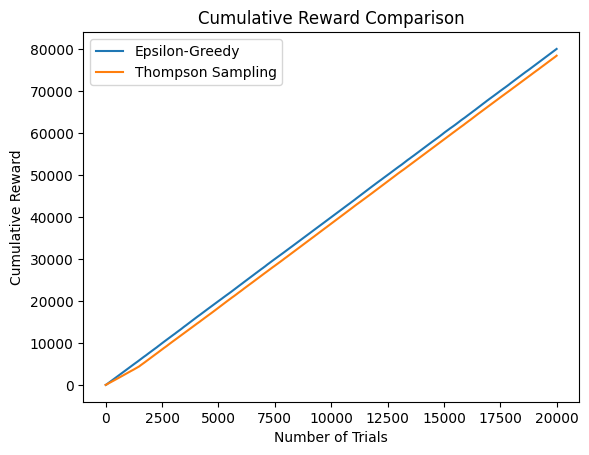 Cumulative Reward Comparison
Epsilon-Greedy
Thompson Sampling
80000
70000
60000
50000
40000
30000
20000
10000
0
Cumulative Reward
0 2500 5000 7500 10000 12500 15000 17500 20000
Number of Trials